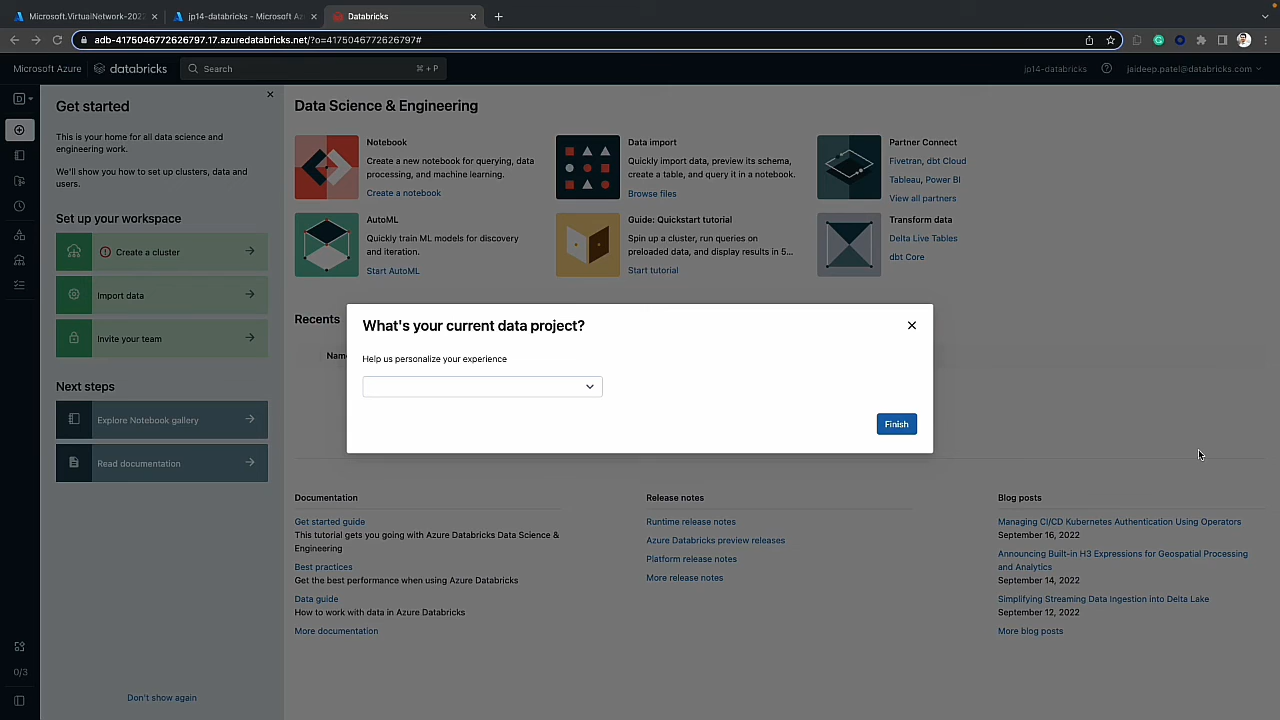 Microsoft.VirtualNetwork-202
jp14-databricks - Microsoft Az
Databricks
adb-4175046772626797.17.azuredatabricks.net/?o=4175046772626797#
Microsoft Azure
databricks
Search
⌘ + P
jp14-databricks
jaideep.patel@databricks.com
D
Get started
This is your home for all data science and
engineering work.
We'll show you how to set up clusters, data and
users.
Set up your workspace
Create a cluster
Import data
Invite your team
Next steps
Explore Notebook gallery
Read documentation
0/3
Don't show again
Data Science & Engineering
Notebook
Create a new notebook for querying, data
processing, and machine learning.
Create a notebook
Data import
Quickly import data, preview its schema,
create a table, and query it in a notebook.
Browse files
Partner Connect
Fivetran, dbt Cloud
Tableau, Power BI
View all partners
AutoML
Quickly train ML models for discovery
and iteration.
Start AutoML
Guide: Quickstart tutorial
Spin up a cluster, run queries on
preloaded data, and display results in 5...
Start tutorial
Transform data
Delta Live Tables
dbt Core
Recents
Name
What's your current data project?
Help us personalize your experience
Finish
Documentation
Get started guide
This tutorial gets you going with Azure Databricks Data Science &
Engineering
Best practices
Get the best performance when using Azure Databricks
Data guide
How to work with data in Azure Databricks
More documentation
Release notes
Runtime release notes
Azure Databricks preview releases
Platform release notes
More release notes
Blog posts
Managing CI/CD Kubernetes Authentication Using Operators
September 16, 2022
Announcing Built-in H3 Expressions for Geospatial Processing
and Analytics
September 14, 2022
Simplifying Streaming Data Ingestion into Delta Lake
September 12, 2022
More blog posts